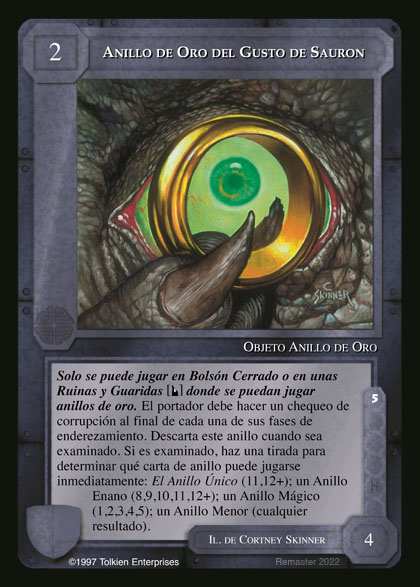 2
Anillo de Oro del Gusto de Sauron
C
SKINNER
Objeto Anillo de Oro
Solo se puede jugar en Bolsón Cerrado o en unas
Ruinas y Guaridas [] donde se puedan jugar
anillos de oro. El portador debe hacer un chequeo de
corrupción al final de cada una de sus fases de
enderezamiento. Descarta este anillo cuando sea
examinado. Si es examinado, haz una tirada para
determinar qué carta de anillo puede jugarse
inmediatamente: El Anillo Único (11,12+); un Anillo
Enano (8,9,10,11,12+); un Anillo Mágico
(1,2,3,4,5); un Anillo Menor (cualquier
resultado).
5
Il. de Cortney Skinner
4
©1997 Tolkien Enterprises
Remaster 2022